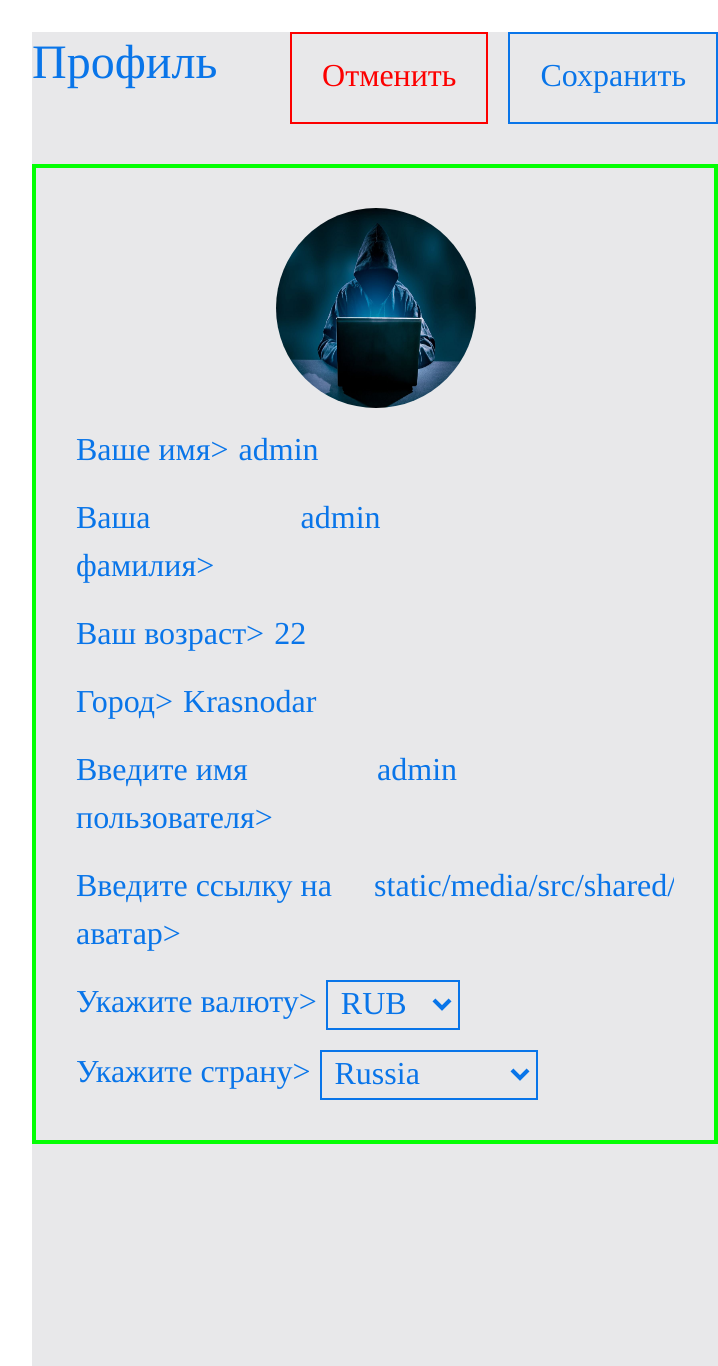 Профиль
Отменить
Сохранить
Ваше имя> admin
Ваша admin
фамилия>
Ваш возраст> 22
Город> Krasnodar
Введите имя admin
пользователя>
Введите ссылку на static/media/src/shared/
аватар>
Укажите валюту> RUB
Укажите страну> Russia